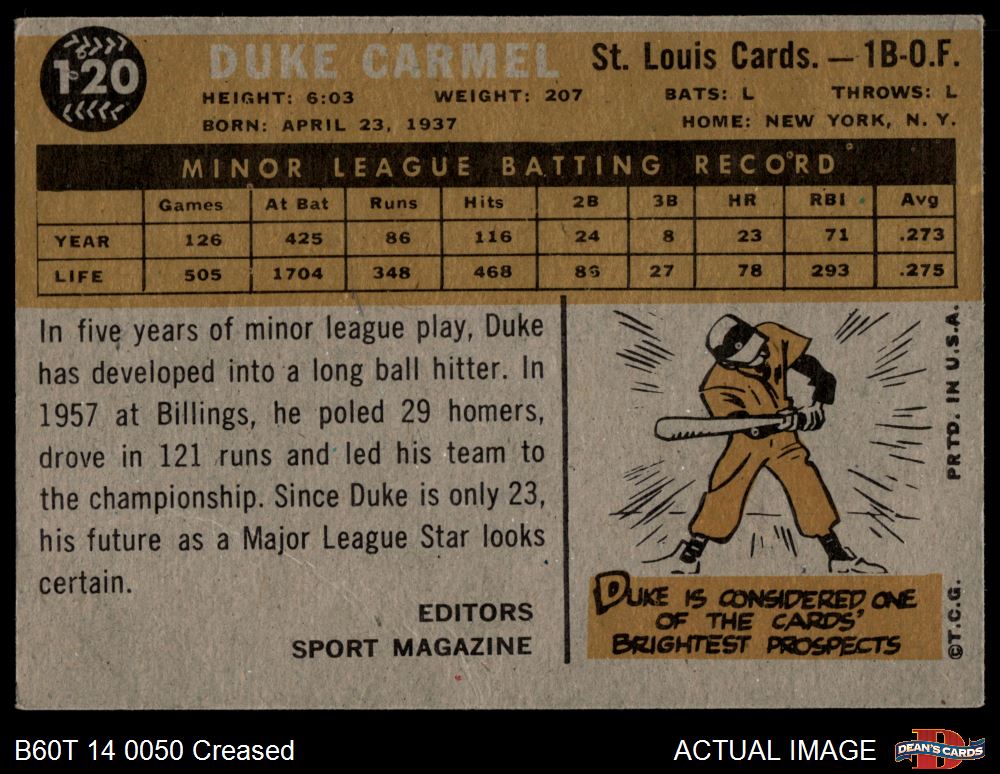 120
DUKE CARMEL St. Louis Cards. — 1B-O.F.
HEIGHT: 6:03 WEIGHT: 207 BATS: L THROWS: L
BORN: APRIL 23, 1937 HOME: NEW YORK, N. Y.
MINOR LEAGUE BATTING RECORD
Games At Bat Runs Hits 2B 3B HR RBI Avg
YEAR 126 425 86 116 24 8 23 71 .273
LIFE 505 1704 348 468 86 27 78 293 .275
In five years of minor league play, Duke
has developed into a long ball hitter. In
1957 at Billings, he poled 29 homers,
drove in 121 runs and led his team to
the championship. Since Duke is only 23,
his future as a Major League Star looks
certain.
EDITORS
SPORT MAGAZINE
DUKE IS CONSIDERED ONE
OF THE CARDS'
BRIGHTEST PROSPECTS
©T.C.G. PRTD. IN U.S.A.
B60T 14 0050 Creased
ACTUAL IMAGE
D
DEAN'S CARDS